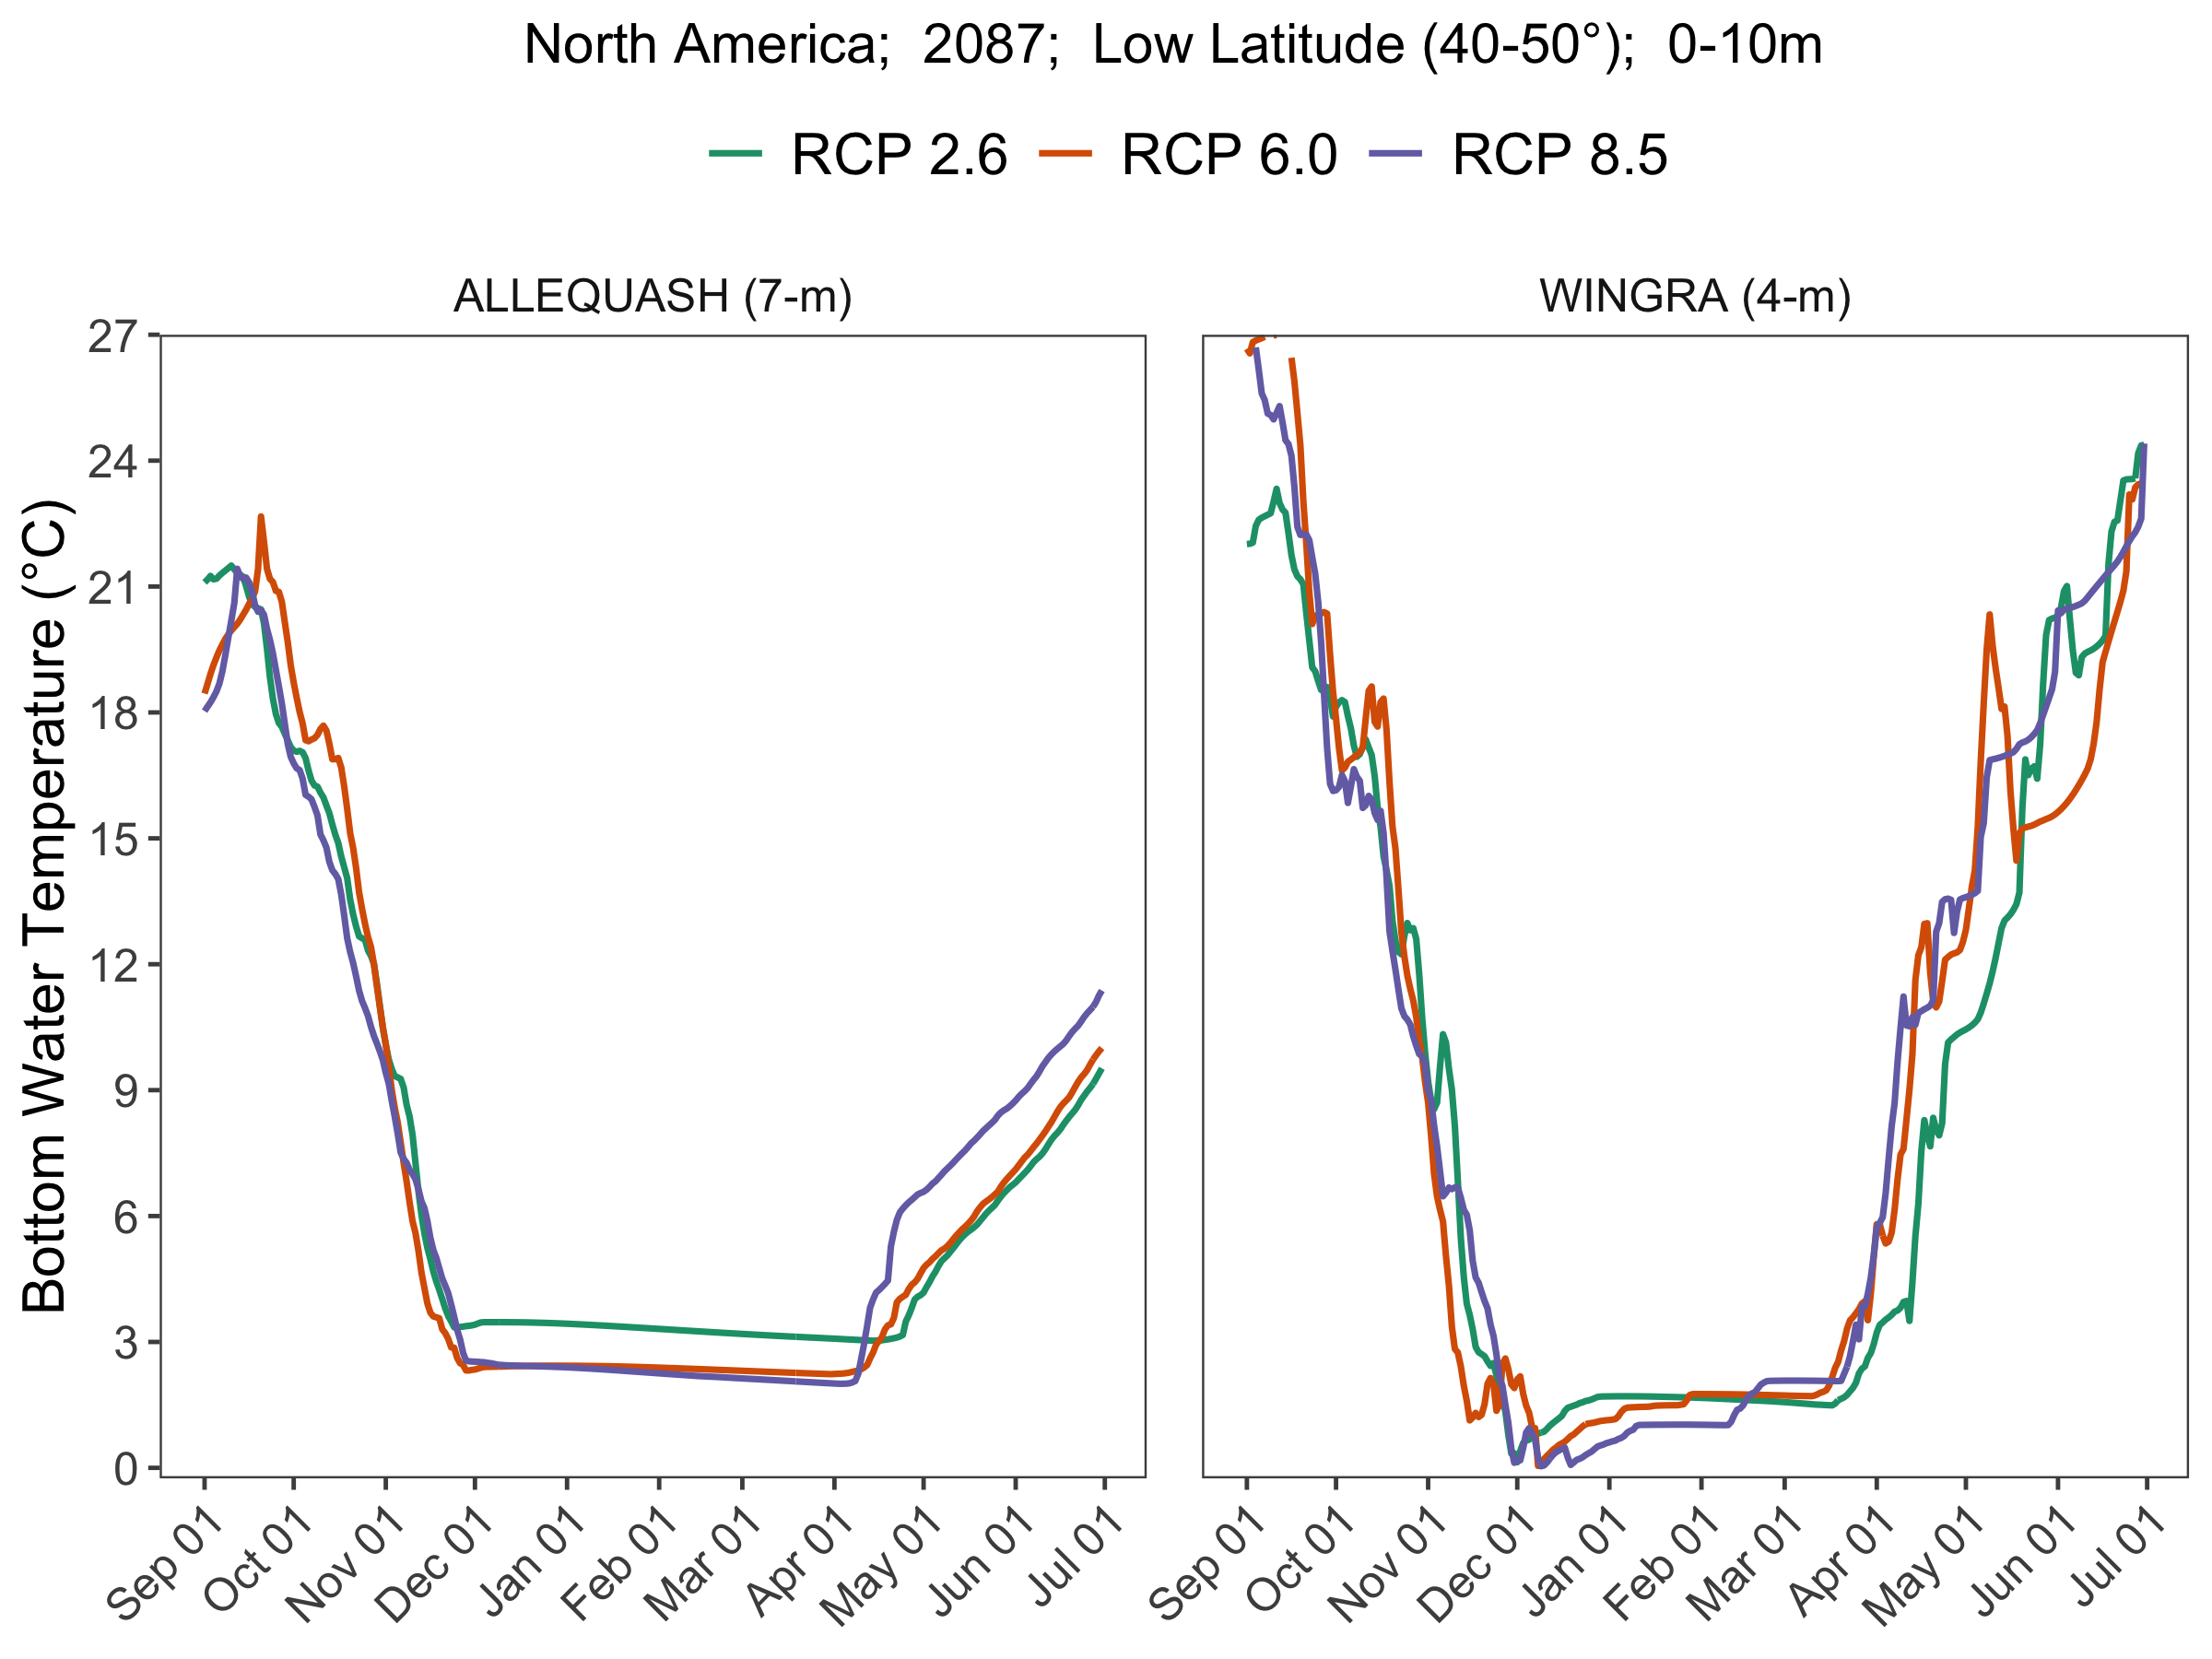 North America;  2087;  Low Latitude (40-50°);  0-10m
RCP 2.6 RCP 6.0 RCP 8.5
ALLEQUASH (7-m)
WINGRA (4-m)
Bottom Water Temperature (°C)
27
24
21
18
15
12
9
6
3
0
Sep 01 Oct 01 Nov 01 Dec 01 Jan 01 Feb 01 Mar 01 Apr 01 May 01 Jun 01 Jul 01
Sep 01 Oct 01 Nov 01 Dec 01 Jan 01 Feb 01 Mar 01 Apr 01 May 01 Jun 01 Jul 01